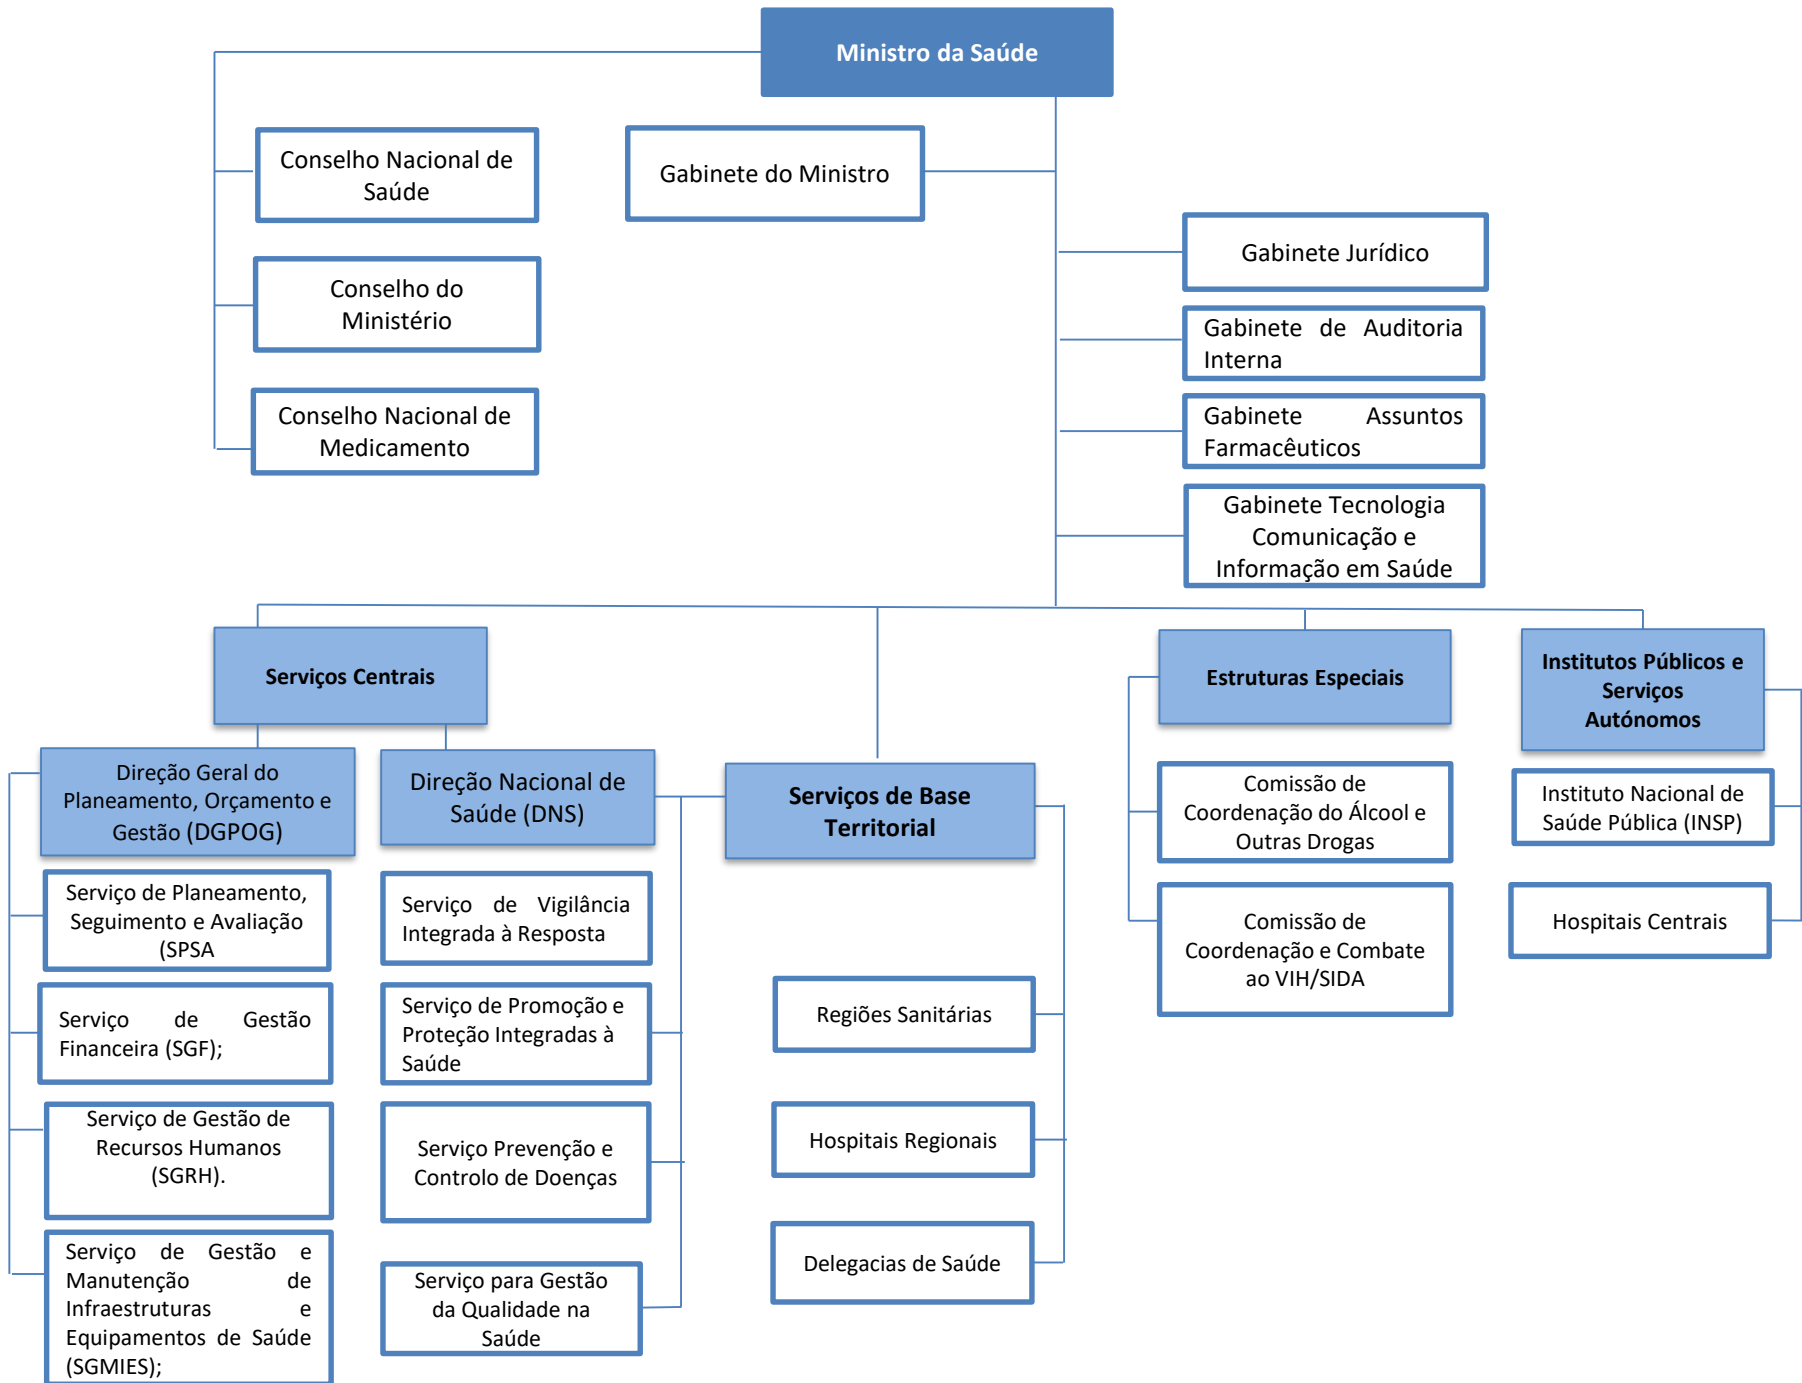 Ministro da Saúde
Conselho Nacional de
Saúde
Gabinete do Ministro
Conselho do
Ministério
Conselho Nacional de
Medicamento
Gabinete Jurídico
Gabinete de Auditoria
Interna
Gabinete Assuntos
Farmacêuticos
Gabinete Tecnologia
Comunicação e
Informação em Saúde
Serviços Centrais
Direção Geral do
Planeamento, Orçamento e
Gestão (DGPOG)
Serviço de Planeamento,
Seguimento e Avaliação
(SPSA
Serviço de Gestão
Financeira (SGF);
Serviço de Gestão de
Recursos Humanos
(SGRH).
Serviço de Gestão e
Manutenção de
Infraestruturas e
Equipamentos de Saúde
(SGMIES);
Direção Nacional de
Saúde (DNS)
Serviço de Vigilância
Integrada à Resposta
Serviço de Promoção e
Proteção Integradas à
Saúde
Serviço Prevenção e
Controlo de Doenças
Serviço para Gestão
da Qualidade na
Saúde
Serviços de Base
Territorial
Regiões Sanitárias
Hospitais Regionais
Delegacias de Saúde
Estruturas Especiais
Comissão de
Coordenação do Álcool e
Outras Drogas
Comissão de
Coordenação e Combate
ao VIH/SIDA
Institutos Públicos e
Serviços
Autónomos
Instituto Nacional de
Saúde Pública (INSP)
Hospitais Centrais